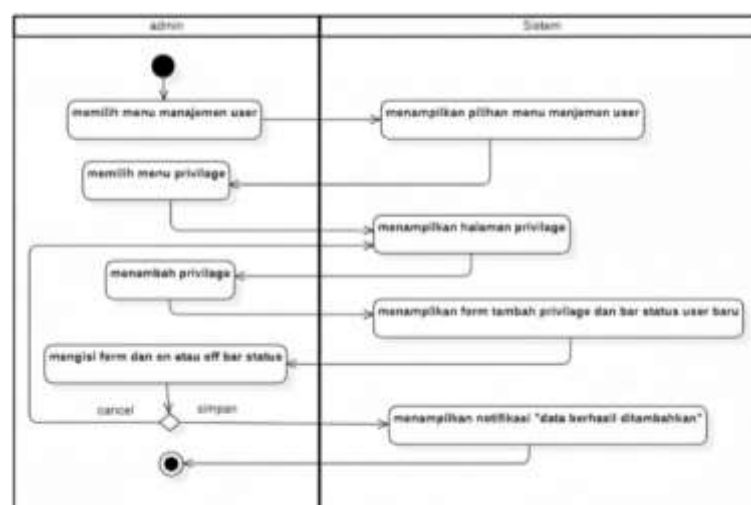 admin
Sistem
memilih menu manajemen user
menampilkan pilihan menu manjemen user
memilih menu privilage
menampilkan halaman privilage
menambah privilage
menampilkan form tambah privilage dan bar status user baru
mengisi form dan on atau off bar status
cancel
simpan
menampilkan notifikasi "data berhasil ditambahkan"